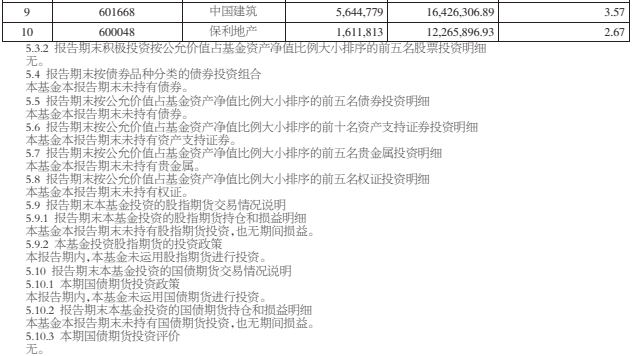 9 601668 中国建筑 5,644,779 16,426,306.89 3.57
10 600048 保利地产 1,611,813 12,265,896.93 2.67
5.3.2 报告期末积极投资按公允价值占基金资产净值比例大小排序的前五名股票投资明细
无。
5.4 报告期末按债券品种分类的债券投资组合
本基金本报告期末未持有债券。
5.5 报告期末按公允价值占基金资产净值比例大小排序的前五名债券投资明细
本基金本报告期末未持有债券。
5.6 报告期末按公允价值占基金资产净值比例大小排序的前十名资产支持证券投资明细
本基金本报告期末未持有资产支持证券。
5.7 报告期末按公允价值占基金资产净值比例大小排序的前五名贵金属投资明细
本基金本报告期末未持有贵金属。
5.8 报告期末按公允价值占基金资产净值比例大小排序的前五名权证投资明细
本基金本报告期末未持有权证。
5.9 报告期末本基金投资的股指期货交易情况说明
5.9.1 报告期末本基金投资的股指期货持仓和损益明细
本基金本报告期末未持有股指期货投资,也无期间损益。
5.9.2 本基金投资股指期货的投资政策
本报告期内,本基金未运用股指期货进行投资。
5.10 报告期末本基金投资的国债期货交易情况说明
5.10.1 本期国债期货投资政策
本报告期内,本基金未运用国债期货进行投资。
5.10.2 报告期末本基金投资的国债期货持仓和损益明细
本基金本报告期末未持有国债期货投资,也无期间损益。
5.10.3 本期国债期货投资评价
无。